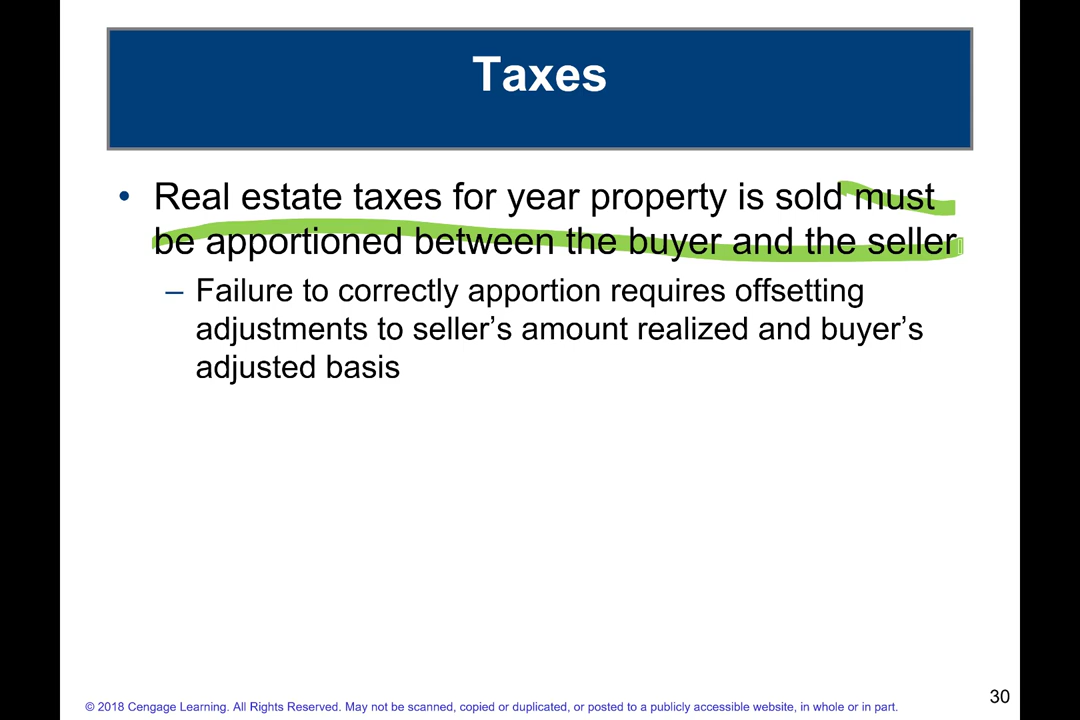 Taxes
• Real estate taxes for year property is sold must
be apportioned between the buyer and the seller
– Failure to correctly apportion requires offsetting
adjustments to seller’s amount realized and buyer’s
adjusted basis
© 2018 Cengage Learning. All Rights Reserved. May not be scanned, copied or duplicated, or posted to a publicly accessible website, in whole or in part.
30